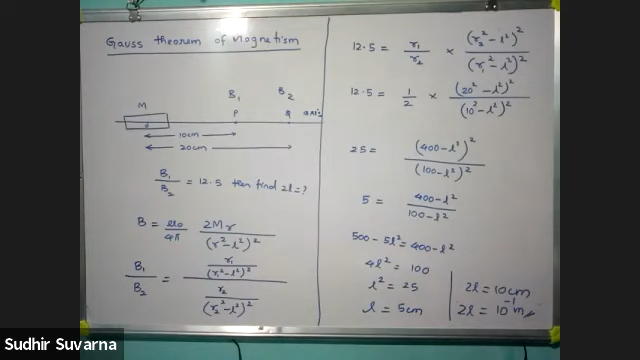 Gauss theorem of Magnetism
M
B₁
B₂
P
Q
axis
10cm
20cm
B₁/B₂ = 12.5 then find 2l = ?
B = μ₀/4π 2Mr/(r²-l²)²
B₁/B₂ = r₁/(r₁²-l²)² / r₂/(r₂²-l²)²
12.5 = r₁/r₂ × (r₂²-l²)²/(r₁²-l²)²
12.5 = 1/2 × (20²-l²)²/(10²-l²)²
25 = (400-l²)²/(100-l²)²
5 = 400-l²/100-l²
500-5l² = 400-l²
4l² = 100
l² = 25
l = 5cm
2l = 10cm
2l = 10⁻¹m
Sudhir Suvarna